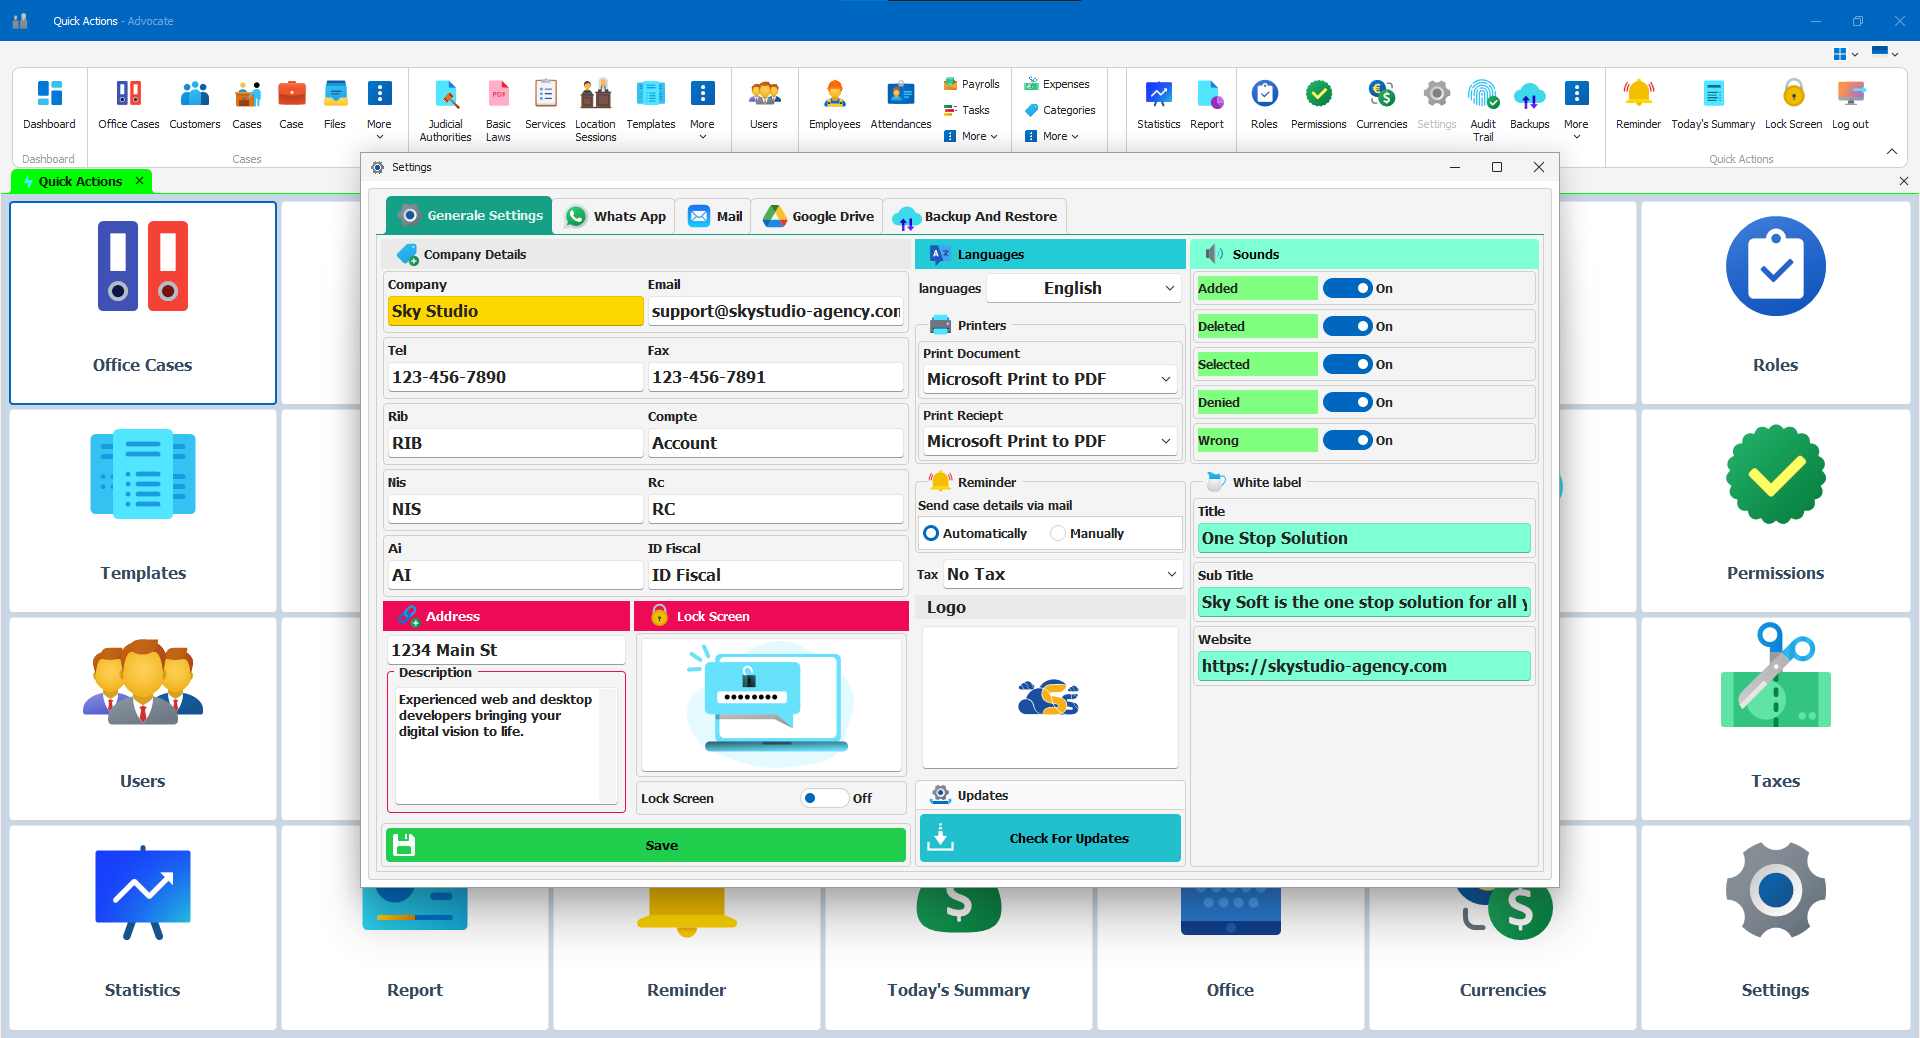 Quick Actions - Advocate
Dashboard
Office Cases
Customers
Cases
Case
Files
More
Judicial Authorities
Basic Laws
Services
Location Sessions
Templates
More
Users
Employees
Attendances
Payrolls
Tasks
More
Expenses
Categories
More
Statistics
Report
Roles
Permissions
Currencies
Settings
Audit Trail
Backups
More
Reminder
Today's Summary
Lock Screen
Log out
Dashboard
Cases
Quick Actions
Quick Actions
Settings
Generale Settings
Whats App
Mail
Google Drive
Backup And Restore
Company Details
Company
Email
Sky Studio
support@skystudio-agency.com
Tel
Fax
123-456-7890
123-456-7891
Rib
Compte
RIB
Account
Nis
Rc
NIS
RC
Ai
ID Fiscal
AI
ID Fiscal
Address
Lock Screen
1234 Main St
Description
Experienced web and desktop
developers bringing your
digital vision to life.
Lock Screen
Off
Save
Languages
languages
English
Printers
Print Document
Microsoft Print to PDF
Print Reciept
Microsoft Print to PDF
Reminder
Send case details via mail
Automatically
Manually
Tax
No Tax
Logo
Updates
Check For Updates
Sounds
Added
On
Deleted
On
Selected
On
Denied
On
Wrong
On
White label
Title
One Stop Solution
Sub Title
Sky Soft is the one stop solution for all
Website
https://skystudio-agency.com
Office Cases
Roles
Templates
Permissions
Users
Taxes
Statistics
Report
Reminder
Today's Summary
Office
Currencies
Settings